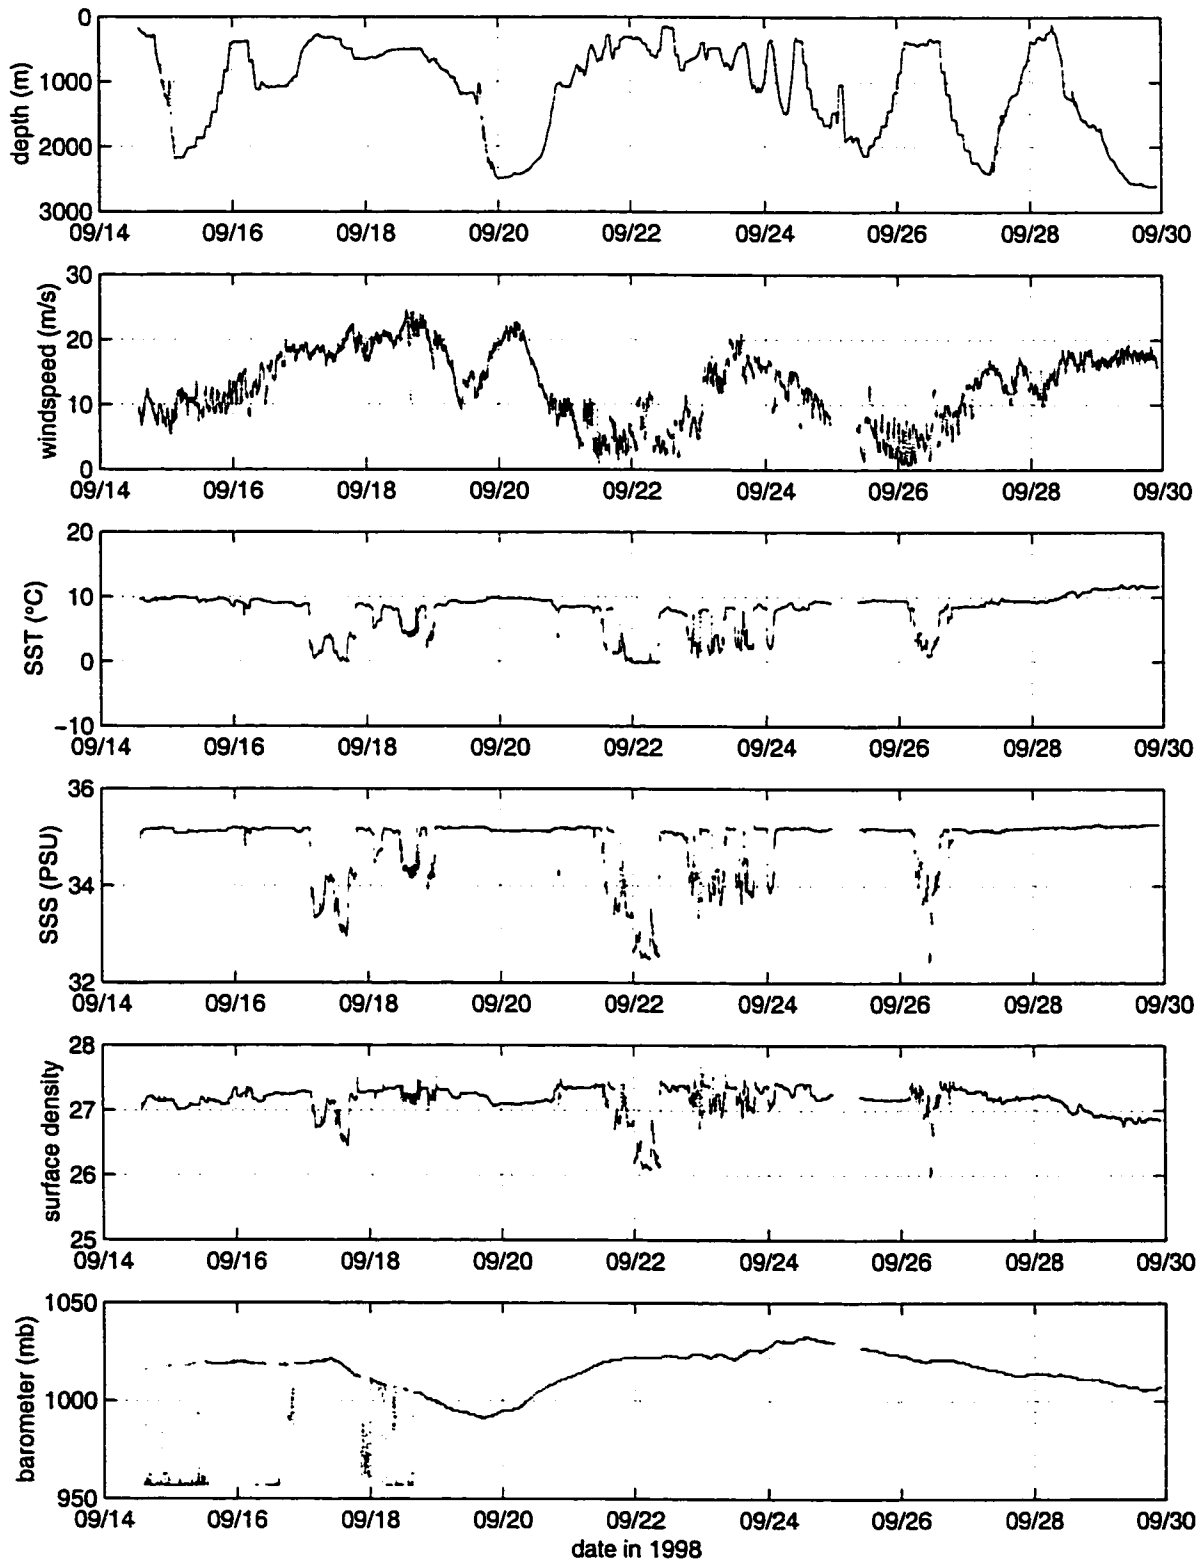 0
1000
2000
3000
depth (m)
09/14 09/16 09/18 09/20 09/22 09/24 09/26 09/28 09/30
30
20
10
0
windspeed (m/s)
09/14 09/16 09/18 09/20 09/22 09/24 09/26 09/28 09/30
20
10
0
−10
SST (ºC)
09/14 09/16 09/18 09/20 09/22 09/24 09/26 09/28 09/30
36
34
32
SSS (PSU)
09/14 09/16 09/18 09/20 09/22 09/24 09/26 09/28 09/30
28
27
26
25
surface density
09/14 09/16 09/18 09/20 09/22 09/24 09/26 09/28 09/30
1050
1000
950
barometer (mb)
09/14 09/16 09/18 09/20 09/22 09/24 09/26 09/28 09/30
date in 1998